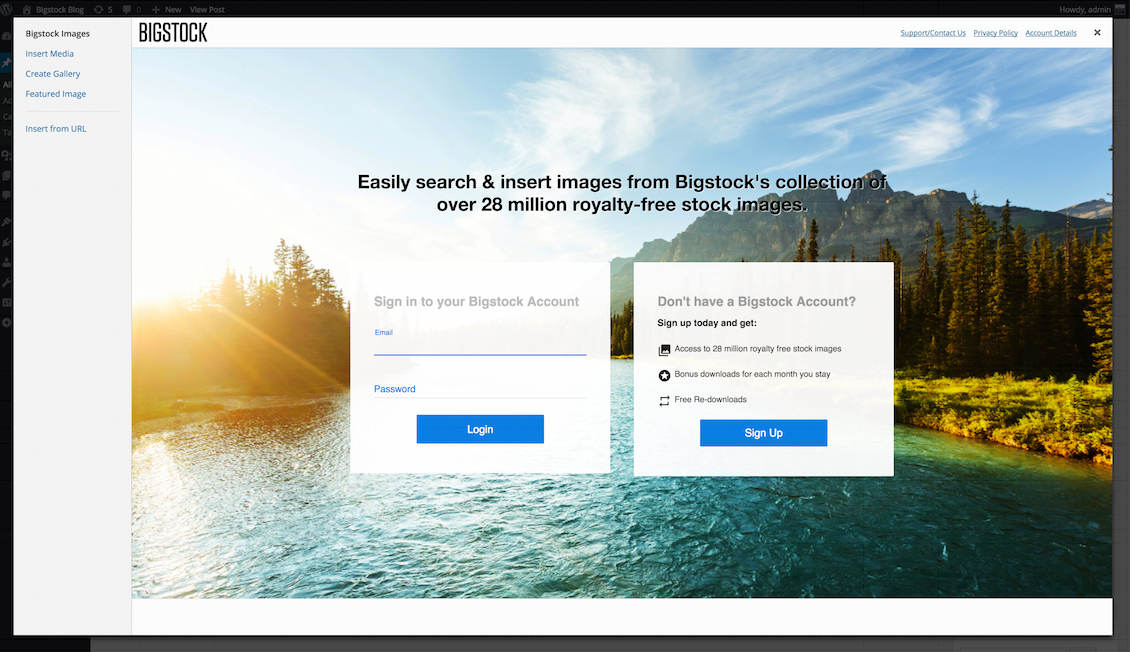 Bigstock Blog 5 0 New View Post Howdy, admin
Bigstock Images
Insert Media
Create Gallery
Featured Image
Insert from URL
BIGSTOCK
Support/Contact Us Privacy Policy Account Details
Easily search & insert images from Bigstock's collection of
over 28 million royalty-free stock images.
Sign in to your Bigstock Account
Email
Password
Login
Don't have a Bigstock Account?
Sign up today and get:
Access to 28 million royalty free stock images
Bonus downloads for each month you stay
Free Re-downloads
Sign Up
All
Ad
Ca
Ta